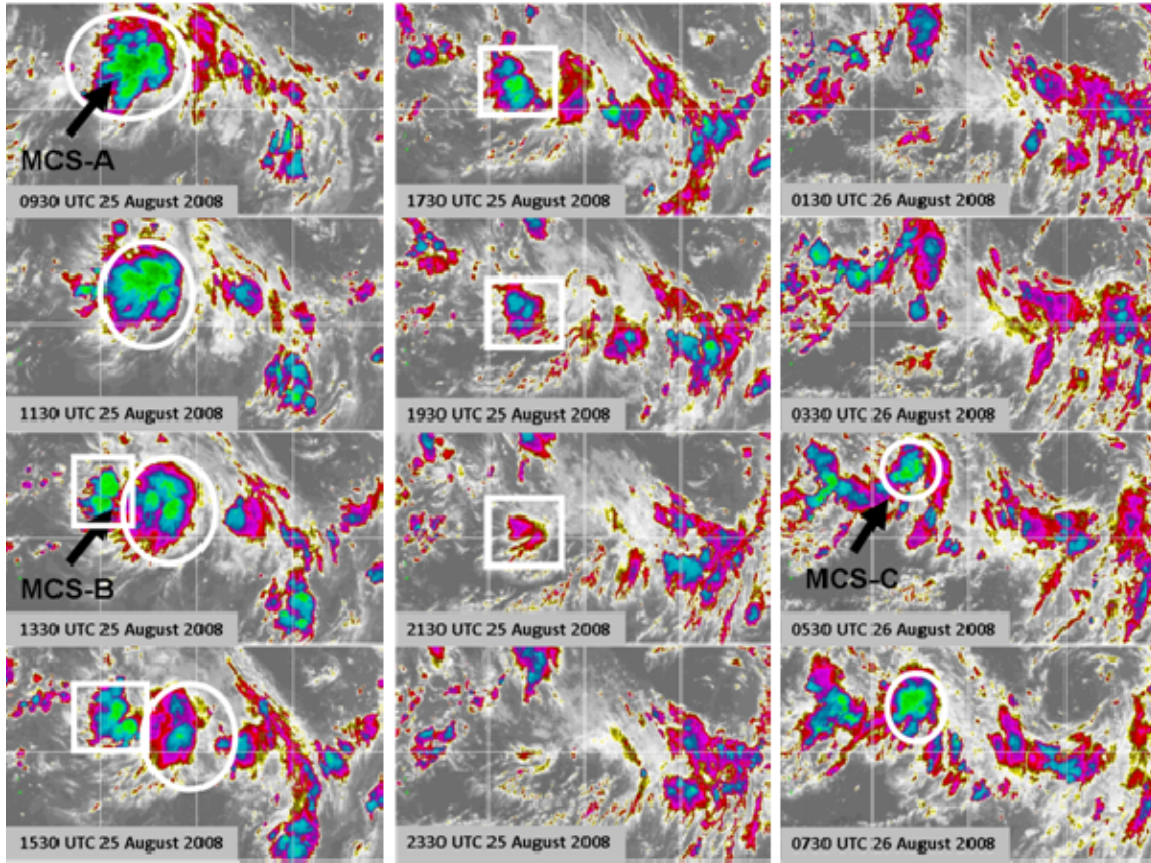 MCS-A
0930 UTC 25 August 2008
1130 UTC 25 August 2008
MCS-B
1330 UTC 25 August 2008
1530 UTC 25 August 2008
1730 UTC 25 August 2008
1930 UTC 25 August 2008
2130 UTC 25 August 2008
2330 UTC 25 August 2008
0130 UTC 26 August 2008
0330 UTC 26 August 2008
MCS-C
0530 UTC 26 August 2008
0730 UTC 26 August 2008